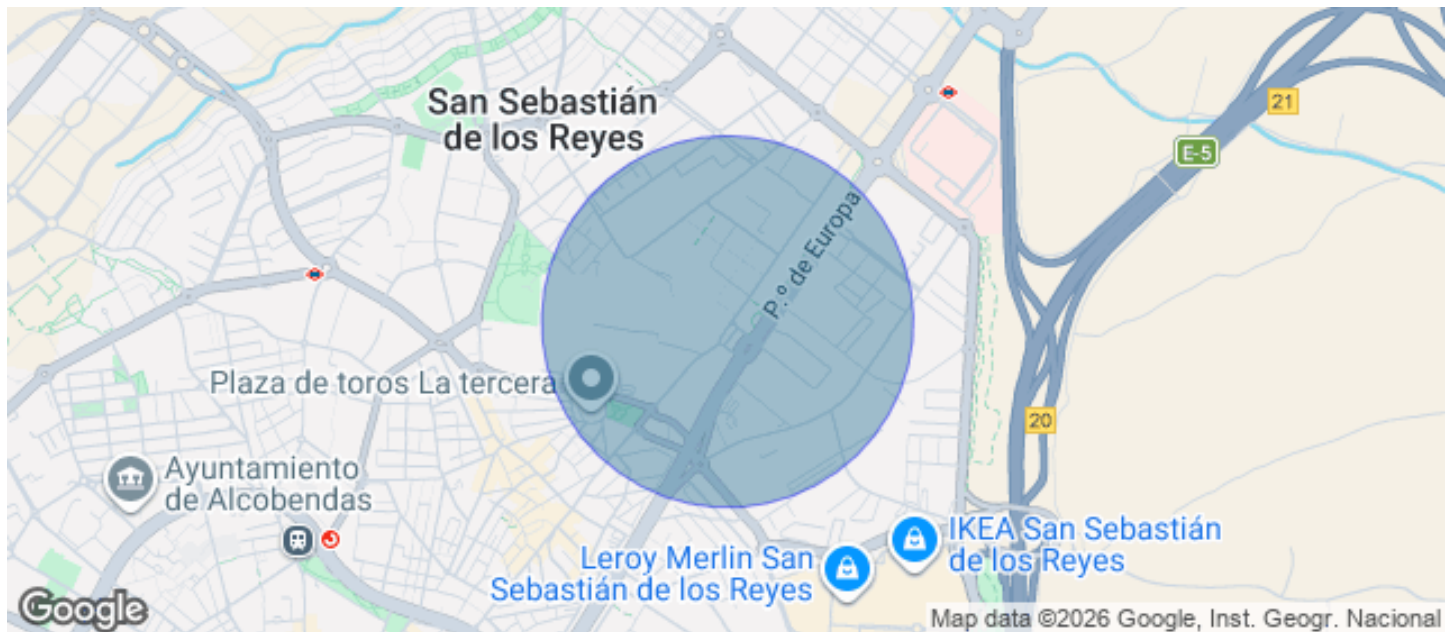 21
San Sebastián
de los Reyes
E-5
P.º de Europa
Plaza de toros La tercera
20
Ayuntamiento
de Alcobendas
IKEA San Sebastián
de los Reyes
Leroy Merlin San
Sebastián de los Reyes
Google
Map data ©2026 Google, Inst. Geogr. Nacional